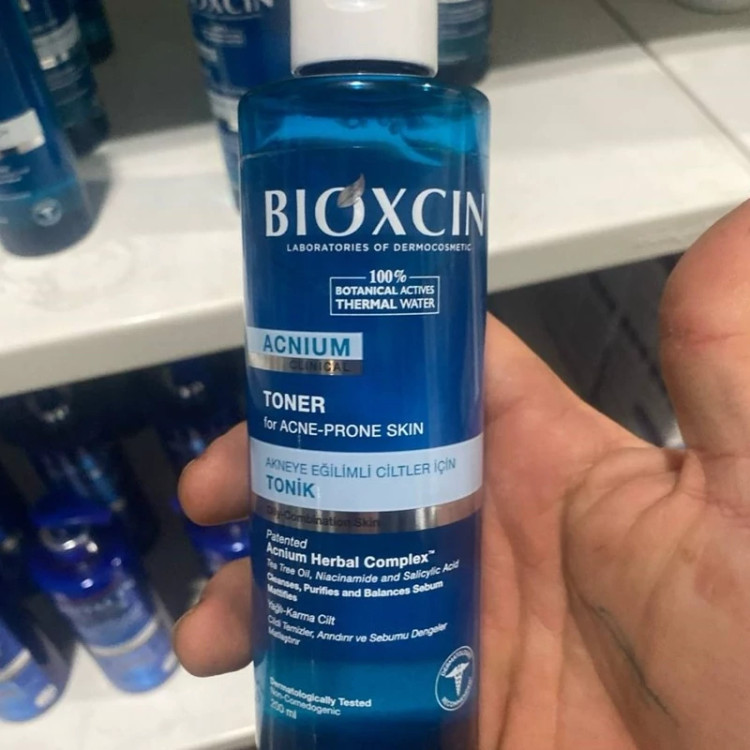 BIOXCIN
LABORATORIES OF DERMOCOSMETIC
100%
BOTANICAL ACTIVES
THERMAL WATER
ACNIUM
CLINICAL
TONER
for ACNE-PRONE SKIN
AKNEYE EĞİLİMLİ CİLTLER İÇİN
TONİK
Oily-Combination Skin
Patented
Acnium Herbal Complex™
Tea Tree Oil, Niacinamide and Salicylic Acid
Cleanses, Purifies and Balances Sebum
Mattifies
Yağlı-Karma Cilt
Cildi Temizler, Arındırır ve Sebumu Dengeler
Matlaştırır
Dermatologically Tested
Non-Comedogenic
200 ml